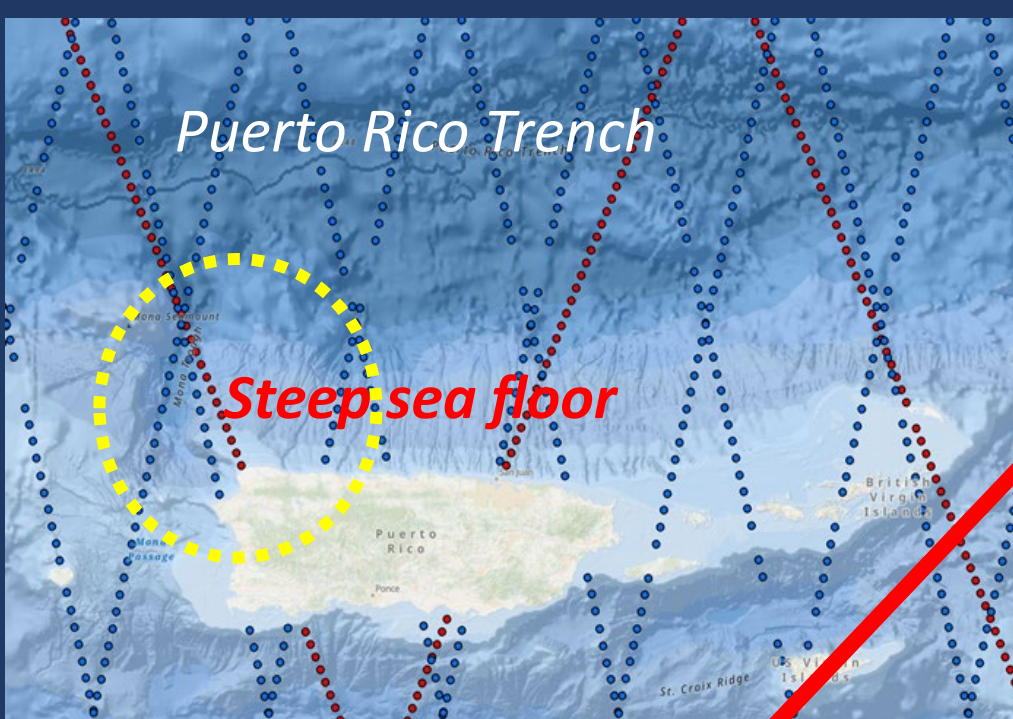 Puerto Rico Trench
Puerto Rico Trench
Mona Seamount
Mona Trough
Steep sea floor
San Juan
British
Virgin
Islands
Puerto
Rico
Mona
Passage
Ponce
US Virgin
Islands
St. Croix Ridge